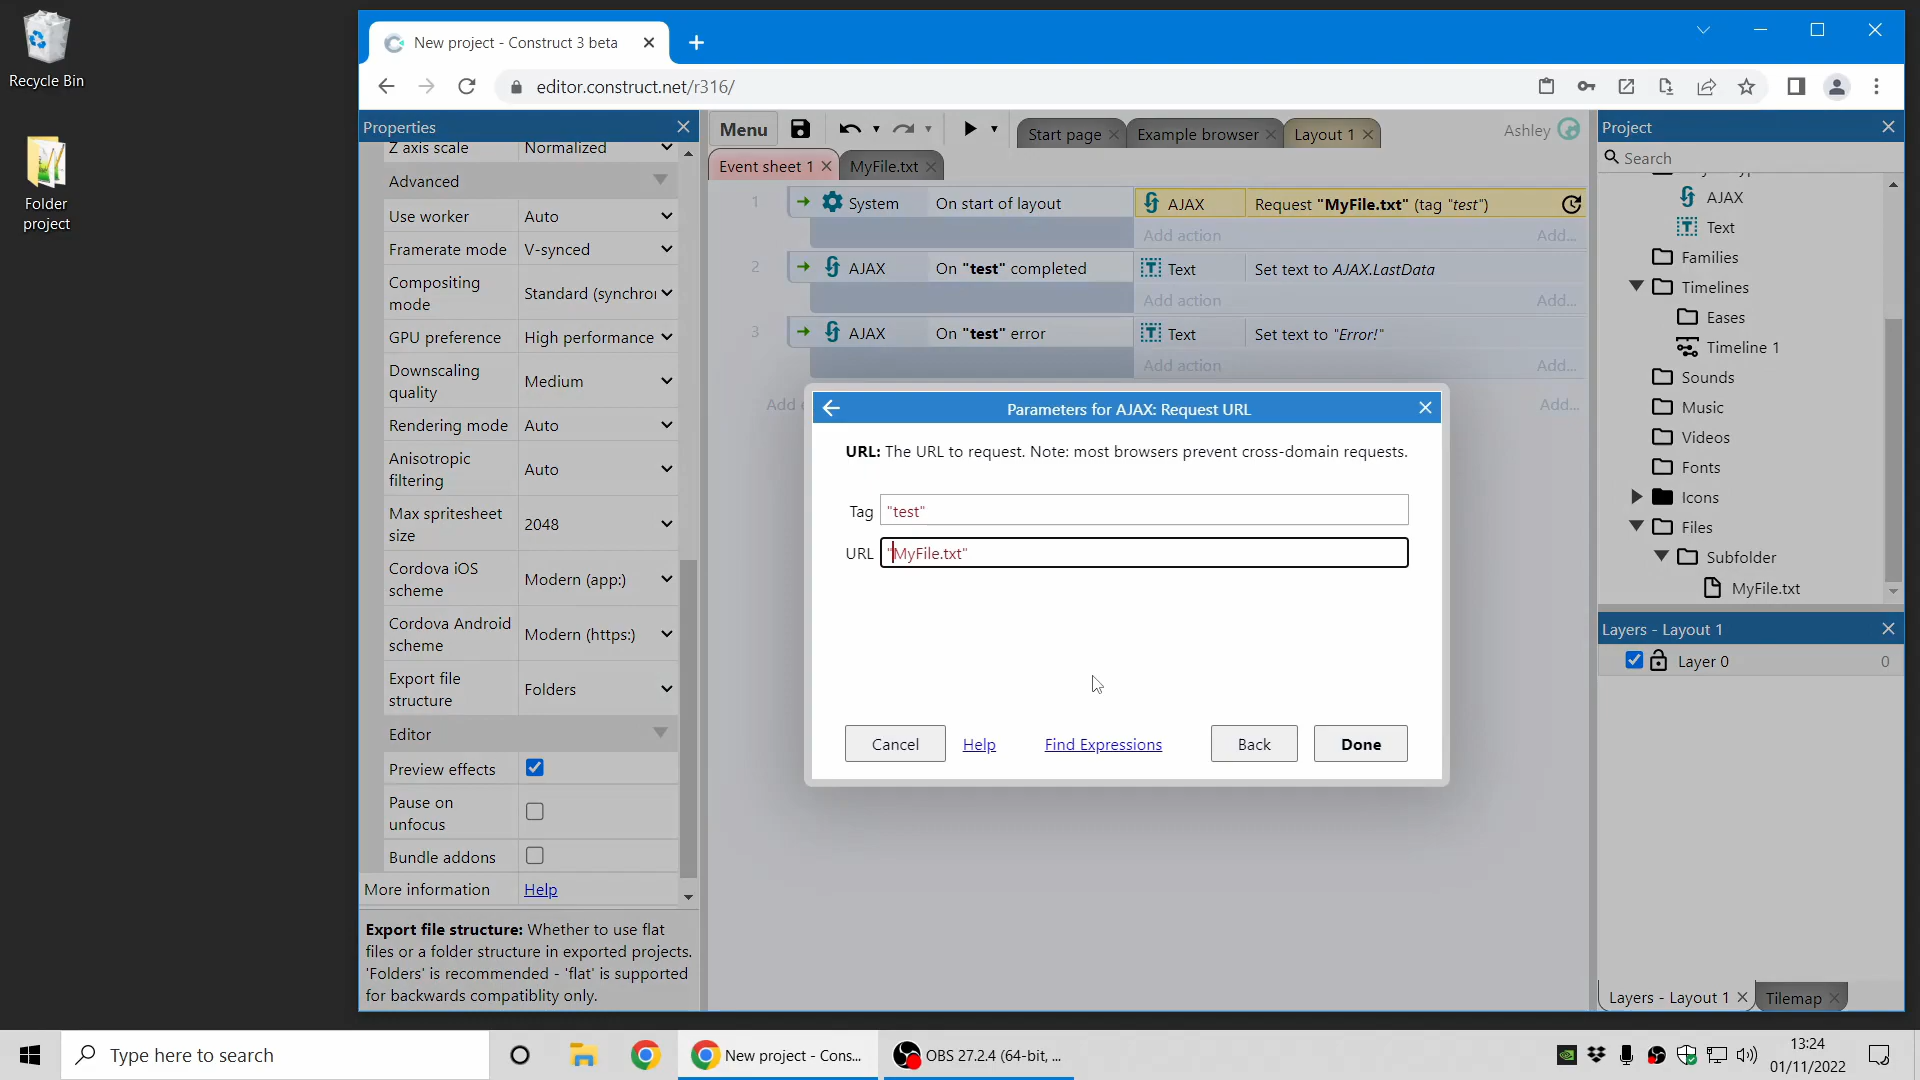 Recycle Bin
Folder
project
New project - Construct 3 beta
editor.construct.net/r316/
Properties
Z axis scale Normalized
Advanced
Use worker Auto
Framerate mode V-synced
Compositing
mode
Standard (synchror
GPU preference High performance
Downscaling
quality
Medium
Rendering mode Auto
Anisotropic
filtering
Auto
Max spritesheet
size
2048
Cordova iOS
scheme
Modern (app:)
Cordova Android
scheme
Modern (https:)
Export file
structure
Folders
Editor
Preview effects
Pause on
unfocus
Bundle addons
More information Help
Export file structure: Whether to use flat
files or a folder structure in exported projects.
'Folders' is recommended - 'flat' is supported
for backwards compatiblity only.
Menu
Start page
Example browser
Layout 1
Ashley
Event sheet 1
MyFile.txt
1 System On start of layout AJAX Request "MyFile.txt" (tag "test")
Add action Add...
2 AJAX On "test" completed Text Set text to AJAX.LastData
Add action Add...
3 AJAX On "test" error Text Set text to "Error!"
Add action Add...
Add e Add...
Parameters for AJAX: Request URL
URL: The URL to request. Note: most browsers prevent cross-domain requests.
Tag "test"
URL "MyFile.txt"
Cancel Help Find Expressions Back Done
Project
Search
AJAX
Text
Families
Timelines
Eases
Timeline 1
Sounds
Music
Videos
Fonts
Icons
Files
Subfolder
MyFile.txt
Layers - Layout 1
Layer 0 0
Layers - Layout 1 Tilemap
Type here to search
New project - Cons...
OBS 27.2.4 (64-bit, ...
13:24
01/11/2022